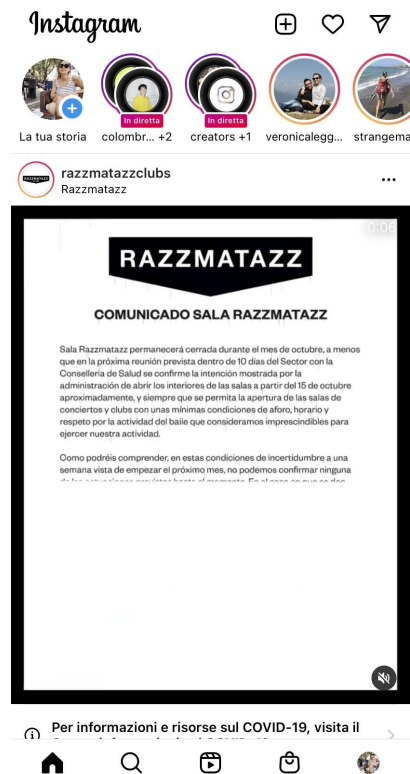 Instagram
La tua storia
In diretta
colombr... +2
In diretta
creators +1
veronicalegg...
strangema
razzmatazzclubs
Razzmatazz
0:06
RAZZMATAZZ
COMUNICADO SALA RAZZMATAZZ
Sala Razzmatazz permanecerá cerrada durante el mes de octubre, a menos
que en la próxima reunión prevista dentro de 10 días del Sector con la
Conselleria de Salud se confirme la intención mostrada por la
administración de abrir los interiores de las salas a partir del 15 de octubre
aproximadamente, y siempre que se permita la apertura de las salas de
conciertos y clubs con unas mínimas condiciones de aforo, horario y
respeto por la actividad del baile que consideramos imprescindibles para
ejercer nuestra actividad.
Como podréis comprender, en estas condiciones de incertidumbre a una
semana vista de empezar el próximo mes, no podemos confirmar ninguna
Per informazioni e risorse sul COVID-19, visita il